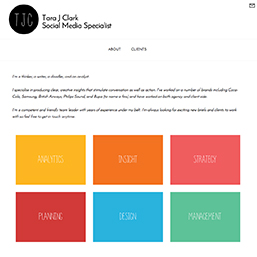 TJC
Tara J Clark
Social Media Specialist
ABOUT CLIENTS
I'm a thinker, a writer, a doodler, and an analyst.
I specialise in producing clever, creative insights that stimulate conversation as well as action. I've worked on a number of brands including Coca-
Cola, Samsung, British Airways, Philips Sound, and Bupa (to name a few) and have worked on both agency and client-side.
I'm a competent and friendly team leader with years of experience under my belt. I'm always looking for exciting new briefs and clients to work
with so feel free to get in touch anytime.
ANALYTICS INSIGHT STRATEGY
PLANNING DESIGN MANAGEMENT